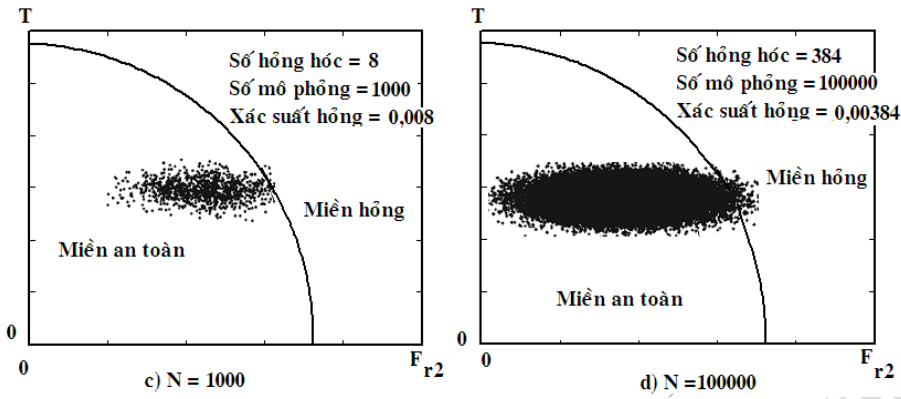 T
Số hỏng hóc = 8
Số mô phỏng = 1000
Xác suất hỏng = 0,008
Miền hỏng
Miền an toàn
0
0
F r2
c) N = 1000
T
Số hỏng hóc = 384
Số mô phỏng = 100000
Xác suất hỏng = 0,00384
Miền hỏng
Miền an toàn
0
0
F r2
d) N =100000